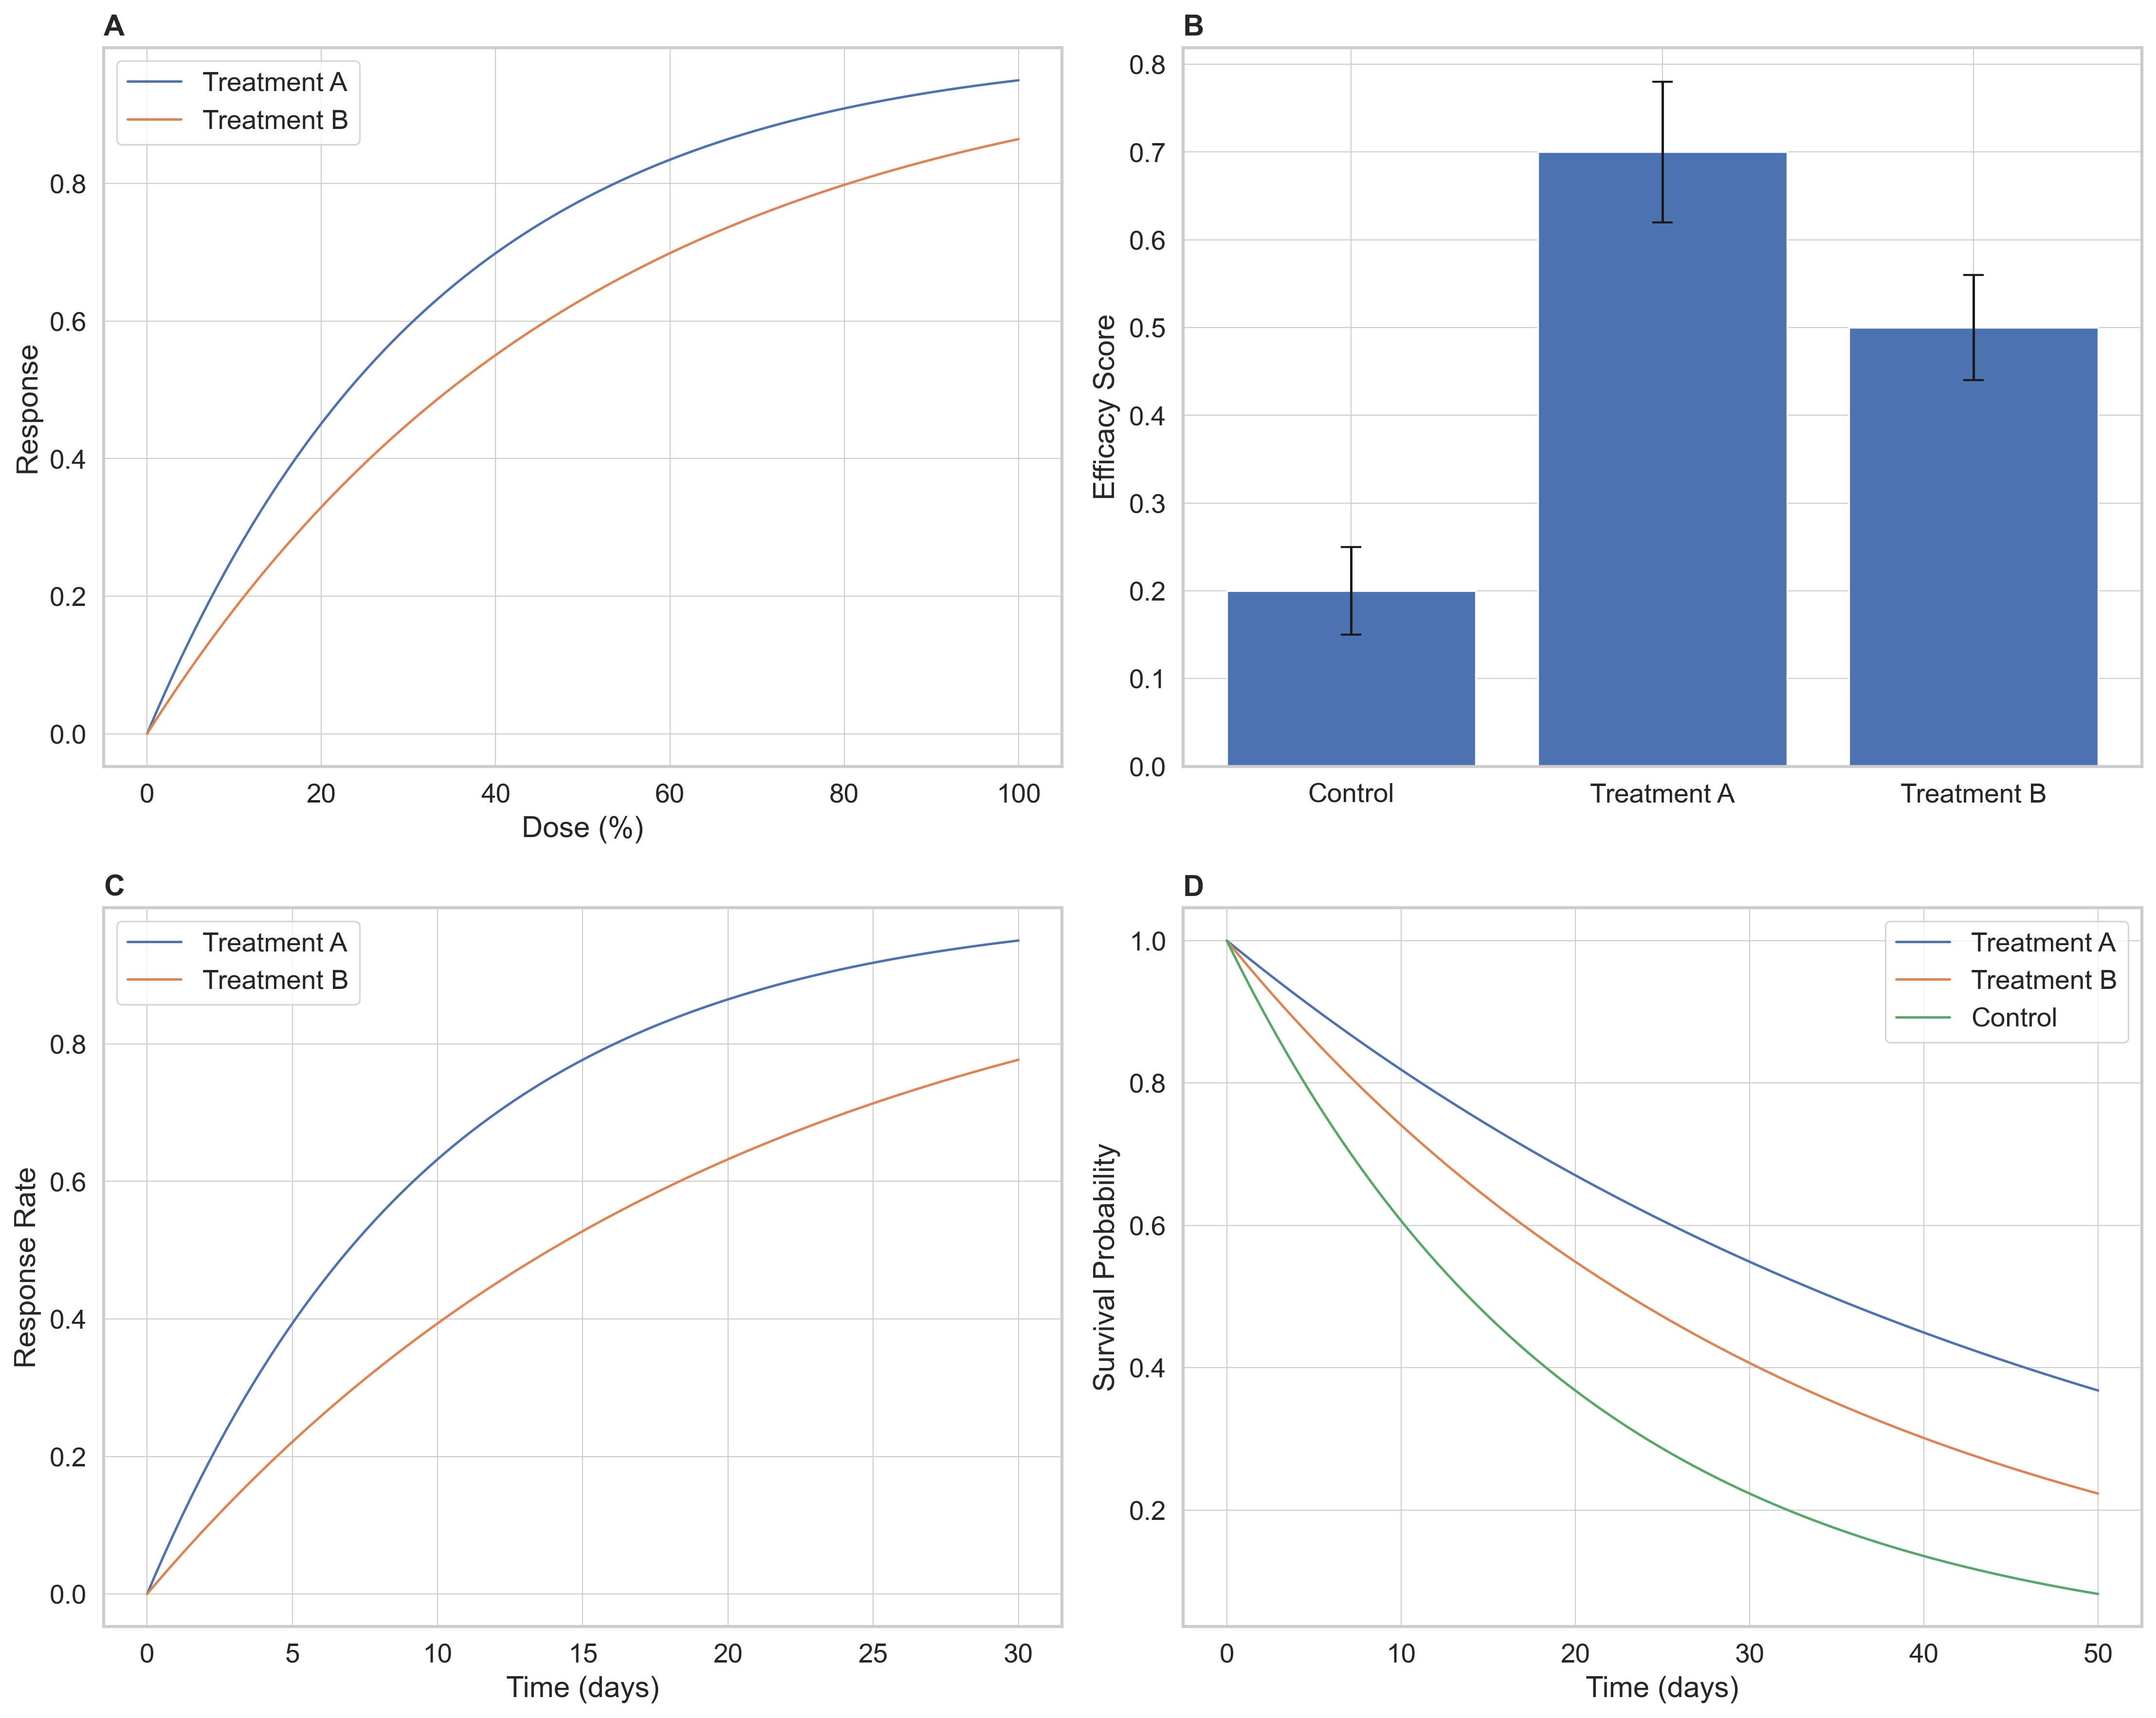 A
Treatment A
Treatment B
Response
0.8
0.6
0.4
0.2
0.0
0 20 40 60 80 100
Dose (%)
B
Efficacy Score
0.8
0.7
0.6
0.5
0.4
0.3
0.2
0.1
0.0
Control Treatment A Treatment B
C
Treatment A
Treatment B
Response Rate
0.8
0.6
0.4
0.2
0.0
0 5 10 15 20 25 30
Time (days)
D
Treatment A
Treatment B
Control
Survival Probability
1.0
0.8
0.6
0.4
0.2
0 10 20 30 40 50
Time (days)